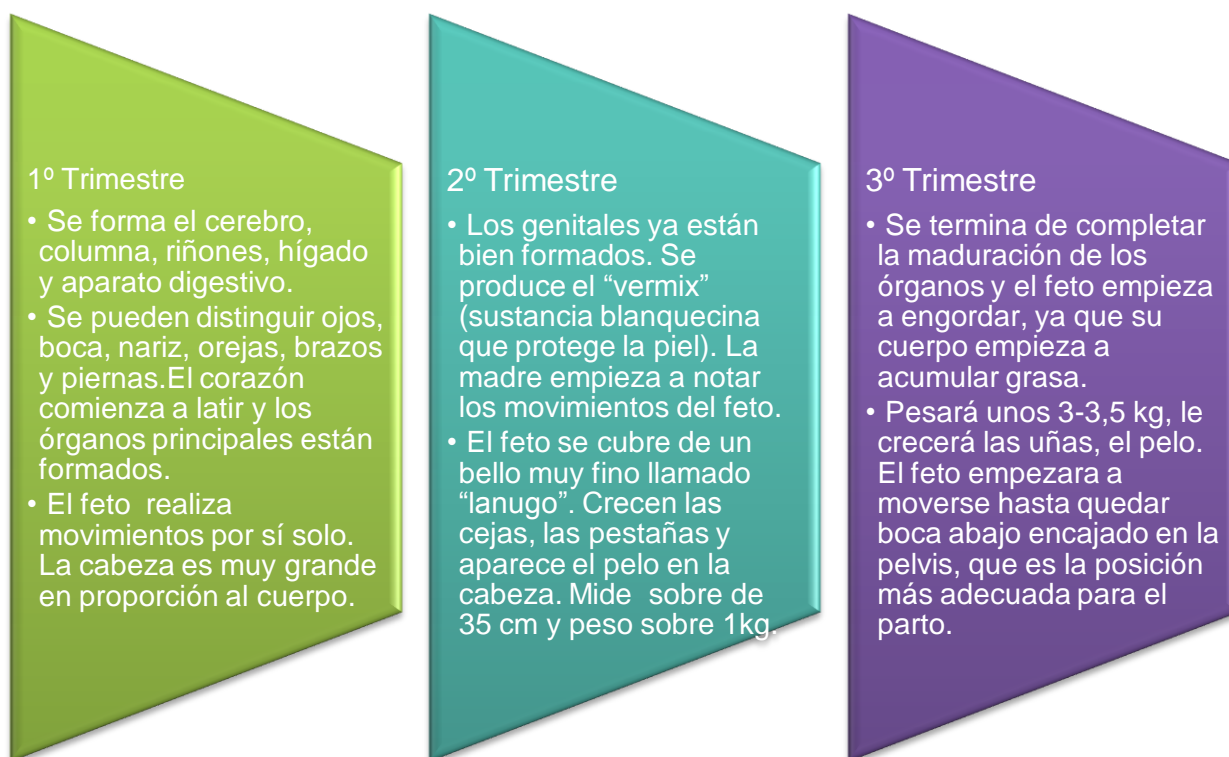 1º Trimestre
• Se forma el cerebro,
columna, riñones, hígado
y aparato digestivo.
• Se pueden distinguir ojos,
boca, nariz, orejas, brazos
y piernas.El corazón
comienza a latir y los
órganos principales están
formados.
• El feto  realiza
movimientos por sí solo.
La cabeza es muy grande
en proporción al cuerpo.
2º Trimestre
• Los genitales ya están
bien formados. Se
produce el “vermix”
(sustancia blanquecina
que protege la piel). La
madre empieza a notar
los movimientos del feto.
• El feto se cubre de un
bello muy fino llamado
“lanugo”. Crecen las
cejas, las pestañas y
aparece el pelo en la
cabeza. Mide  sobre de
35 cm y peso sobre 1kg.
3º Trimestre
• Se termina de completar
la maduración de los
órganos y el feto empieza
a engordar, ya que su
cuerpo empieza a
acumular grasa.
• Pesará unos 3-3,5 kg, le
crecerá las uñas, el pelo.
El feto empezara a
moverse hasta quedar
boca abajo encajado en la
pelvis, que es la posición
más adecuada para el
parto.